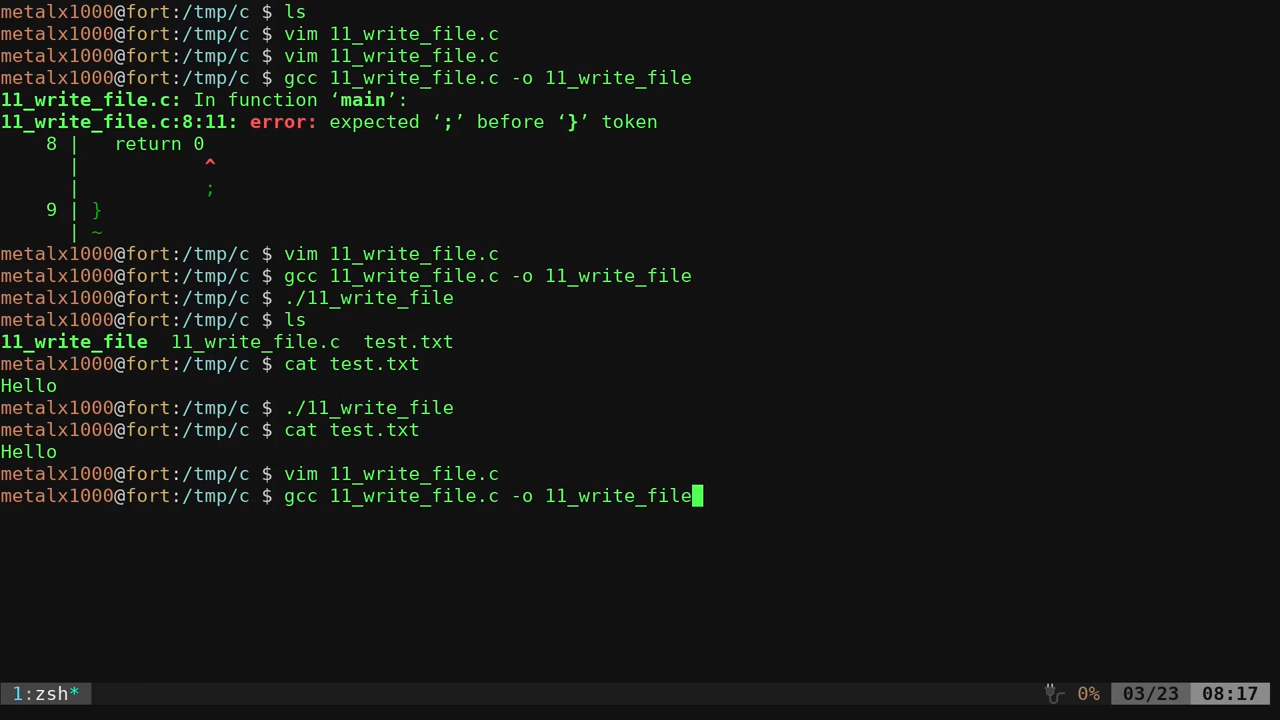 metalx1000@fort:/tmp/c $ ls
metalx1000@fort:/tmp/c $ vim 11_write_file.c
metalx1000@fort:/tmp/c $ vim 11_write_file.c
metalx1000@fort:/tmp/c $ gcc 11_write_file.c -o 11_write_file
11_write_file.c: In function ‘main’:
11_write_file.c:8:11: error: expected ‘;’ before ‘}’ token
    8 |   return 0
      |           ^
      |           ;
    9 | }
      | ~
metalx1000@fort:/tmp/c $ vim 11_write_file.c
metalx1000@fort:/tmp/c $ gcc 11_write_file.c -o 11_write_file
metalx1000@fort:/tmp/c $ ./11_write_file
metalx1000@fort:/tmp/c $ ls
11_write_file  11_write_file.c  test.txt
metalx1000@fort:/tmp/c $ cat test.txt
Hello
metalx1000@fort:/tmp/c $ ./11_write_file
metalx1000@fort:/tmp/c $ cat test.txt
Hello
metalx1000@fort:/tmp/c $ vim 11_write_file.c
metalx1000@fort:/tmp/c $ gcc 11_write_file.c -o 11_write_file
1:zsh* 0% 03/23 08:17